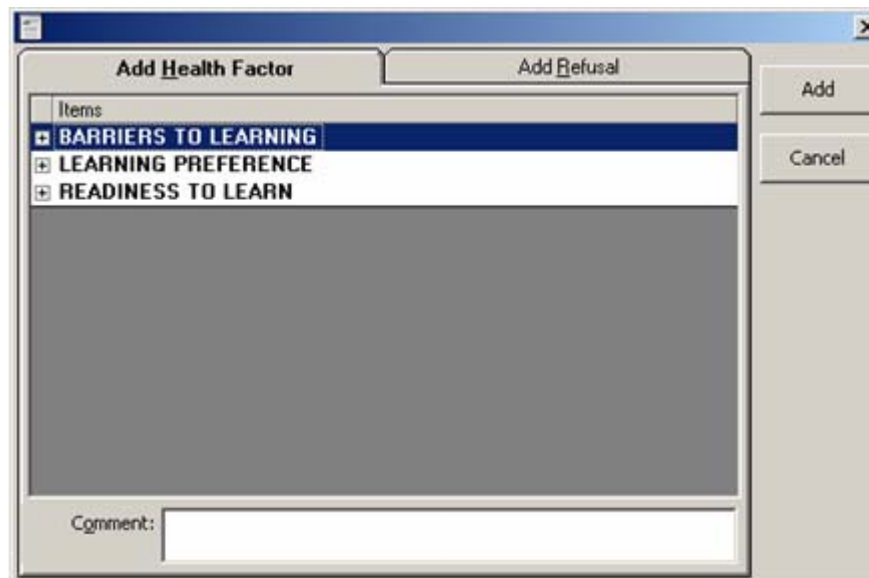 Add Health Factor
Add Refusal
Add
Items
BARRIERS TO LEARNING
LEARNING PREFERENCE
READINESS TO LEARN
Cancel
Comment: